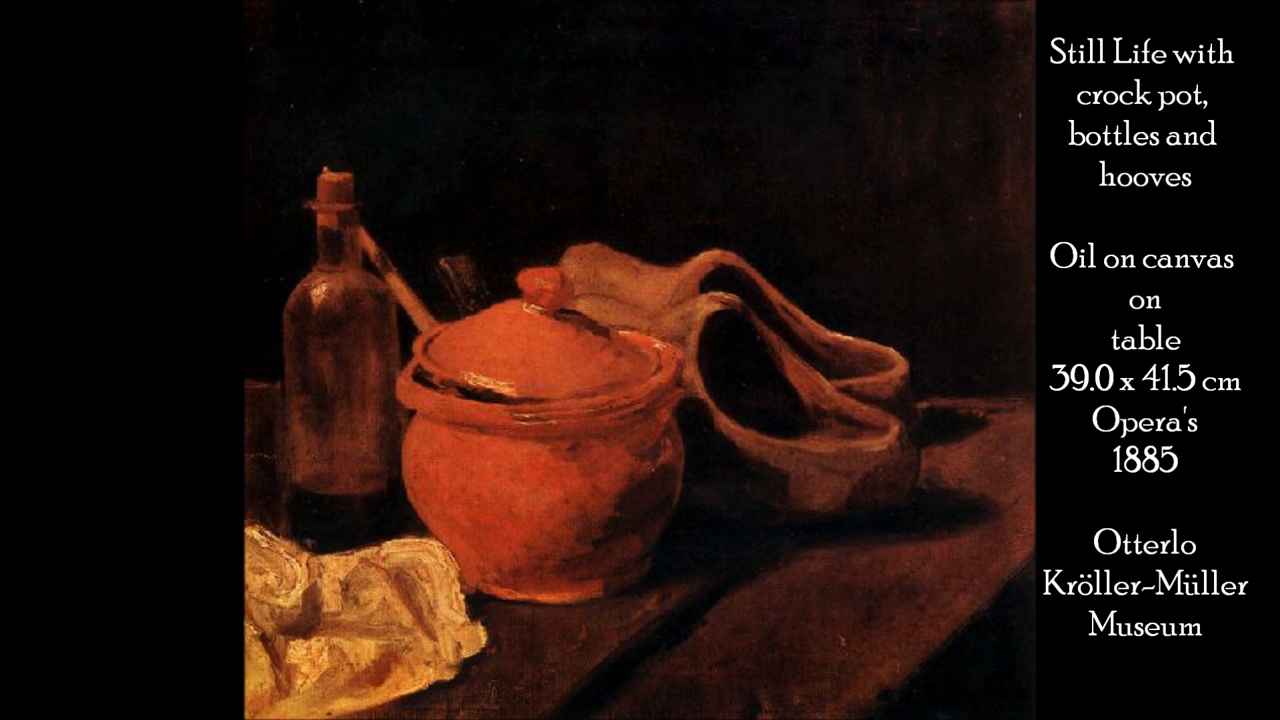 Still Life with
crock pot,
bottles and
hooves
Oil on canvas
on
table
39.0 x 41.5 cm
Opera's
1885
Otterlo
Kröller-Müller
Museum